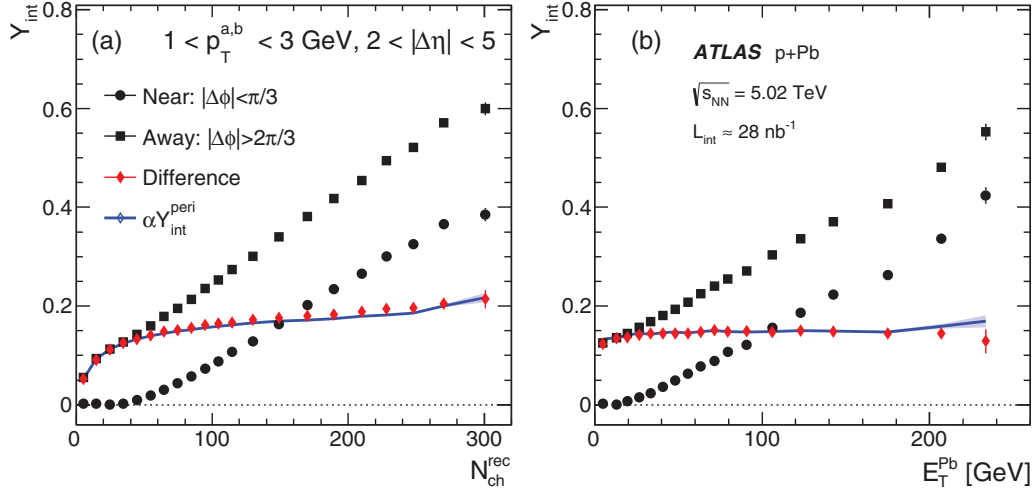 Y_int
(a) 1 < p_T^{a,b} < 3 GeV, 2 < |Δη| < 5
Near: |Δϕ|<π/3
Away: |Δϕ|>2π/3
Difference
αY_int^peri
0.8
0.6
0.4
0.2
0
0 100 200 300
N_ch^rec
Y_int
(b)
ATLAS p+Pb
√s_NN = 5.02 TeV
L_int ≈ 28 nb⁻¹
0.8
0.6
0.4
0.2
0
0 100 200
E_T^Pb [GeV]